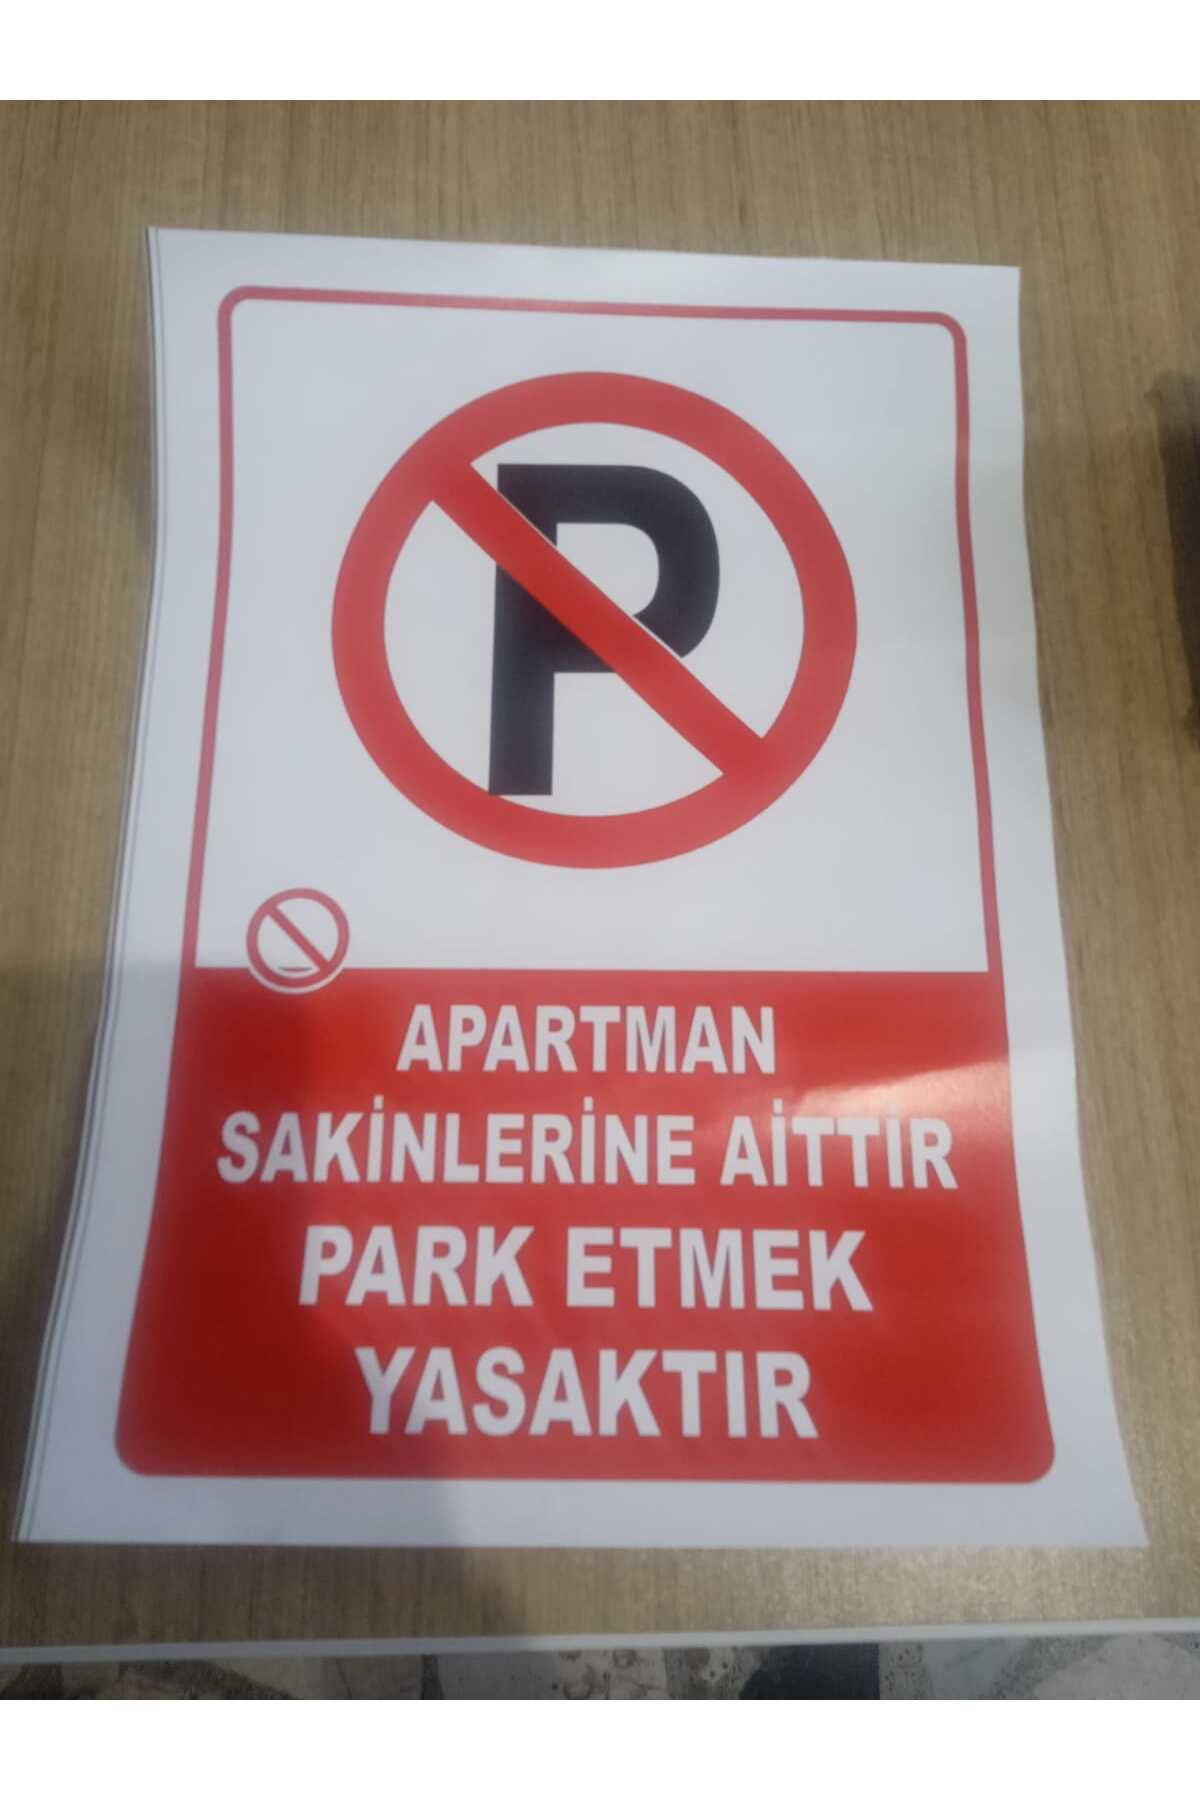 P
APARTMAN
SAKİNLERİNE AİTTİR
PARK ETMEK
YASAKTIR